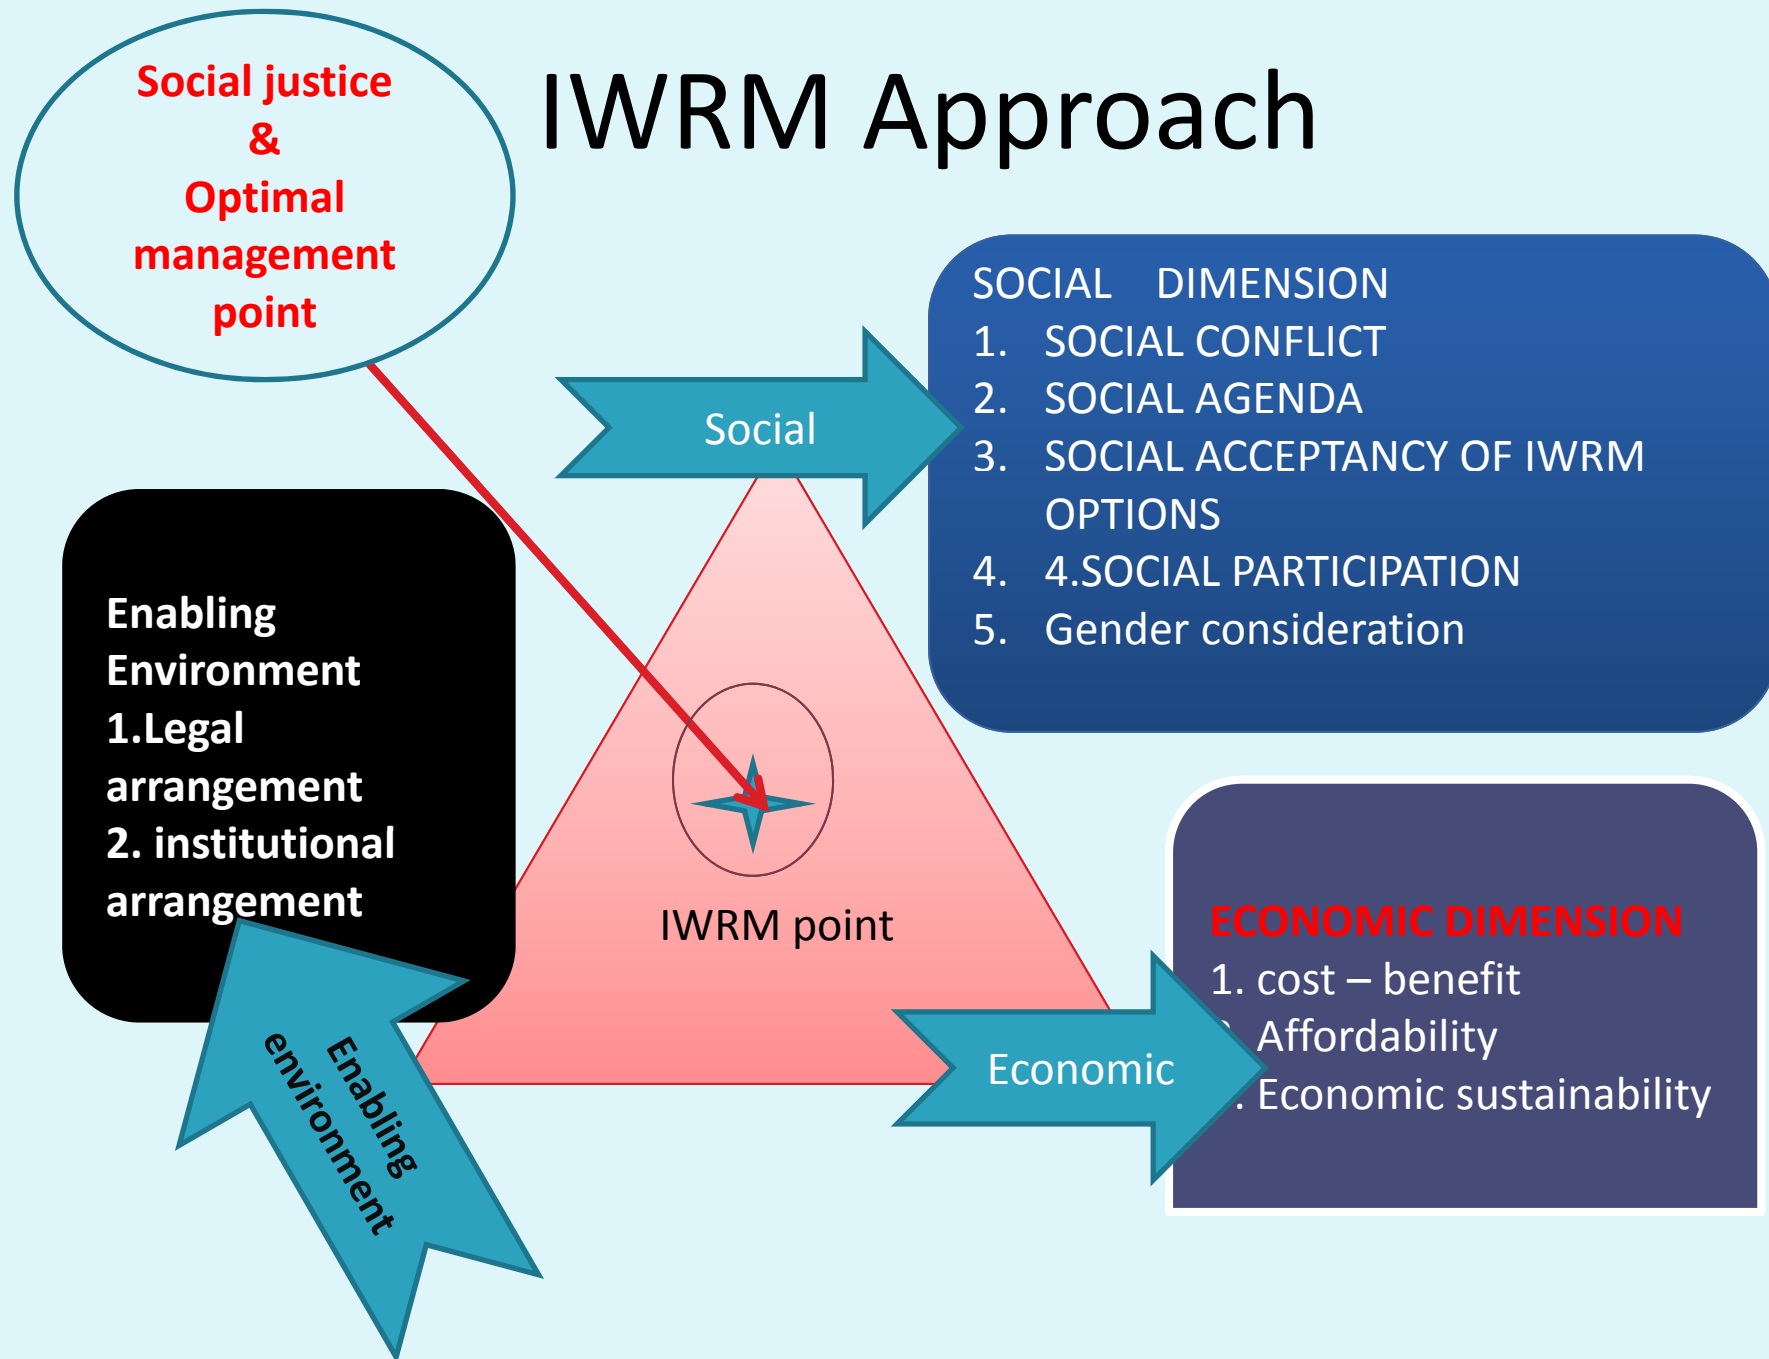 IWRM Approach
Social justice
&
Optimal
management
point
SOCIAL DIMENSION
1. SOCIAL CONFLICT
2. SOCIAL AGENDA
3. SOCIAL ACCEPTANCY OF IWRM
OPTIONS
4. 4.SOCIAL PARTICIPATION
5. Gender consideration
Social
Enabling
Environment
1.Legal
arrangement
2. institutional
arrangement
IWRM point
ECONOMIC DIMENSION
1. cost – benefit
Affordability
. Economic sustainability
Economic
Enabling
environment